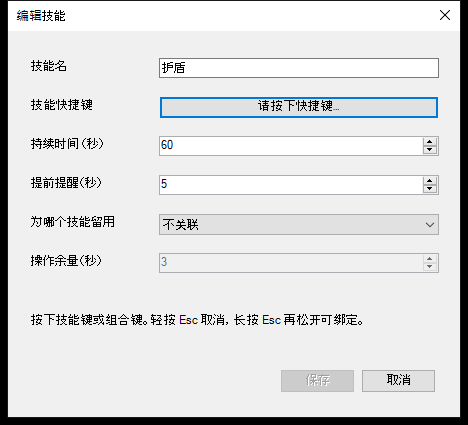 编辑技能
技能名 护盾
技能快捷键 请按下快捷键...
持续时间(秒) 60
提前提醒(秒) 5
为哪个技能留用 不关联
操作余量(秒) 3
按下技能键或组合键。轻按 Esc 取消，长按 Esc 再松开可绑定。
保存 取消